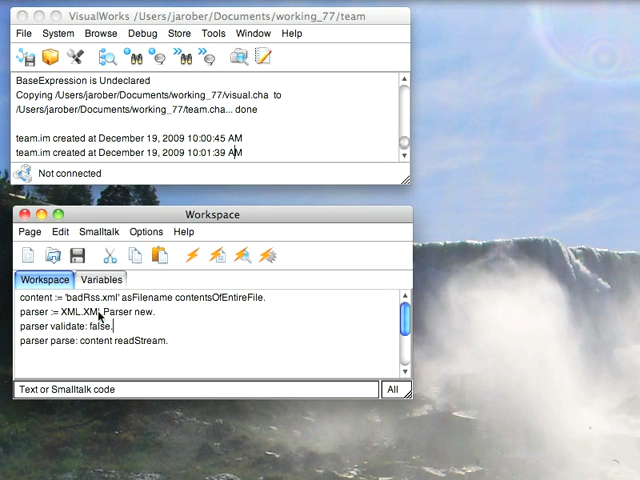 VisualWorks /Users/jarober/Documents/working_77/team
File System Browse Debug Store Tools Window Help
BaseExpression is Undeclared
Copying /Users/jarober/Documents/working_77/visual.cha to
/Users/jarober/Documents/working_77/team.cha... done
team.im created at December 19, 2009 10:00:45 AM
team.im created at December 19, 2009 10:01:39 AM
Not connected
Workspace
Page Edit Smalltalk Options Help
Workspace Variables
content := 'badRss.xml' asFilename contentsOfEntireFile.
parser := XML.XMLParser new.
parser validate: false.
parser parse: content readStream.
Text or Smalltalk code All